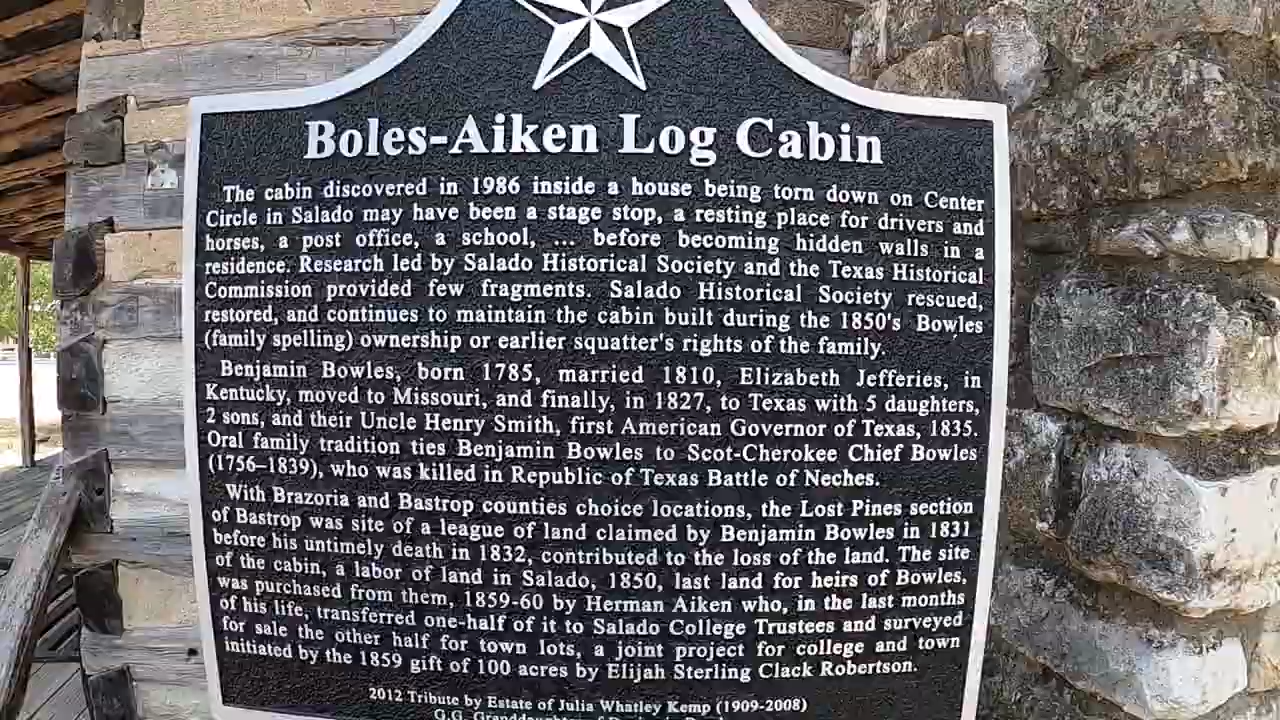 Boles-Aiken Log Cabin
The cabin discovered in 1986 inside a house being torn down on Center
Circle in Salado may have been a stage stop, a resting place for drivers and
horses, a post office, a school, ... before becoming hidden walls in a
residence. Research led by Salado Historical Society and the Texas Historical
Commission provided few fragments. Salado Historical Society rescued,
restored, and continues to maintain the cabin built during the 1850's Bowles
(family spelling) ownership or earlier squatter's rights of the family.
Benjamin Bowles, born 1785, married 1810, Elizabeth Jefferies, in
Kentucky, moved to Missouri, and finally, in 1827, to Texas with 5 daughters,
2 sons, and their Uncle Henry Smith, first American Governor of Texas, 1835.
Oral family tradition ties Benjamin Bowles to Scot-Cherokee Chief Bowles
(1756–1839), who was killed in Republic of Texas Battle of Neches.
With Brazoria and Bastrop counties choice locations, the Lost Pines section
of Bastrop was site of a league of land claimed by Benjamin Bowles in 1831
before his untimely death in 1832, contributed to the loss of the land. The site
of the cabin, a labor of land in Salado, 1850, last land for heirs of Bowles,
was purchased from them, 1859-60 by Herman Aiken who, in the last months
of his life, transferred one-half of it to Salado College Trustees and surveyed
for sale the other half for town lots, a joint project for college and town
initiated by the 1859 gift of 100 acres by Elijah Sterling Clack Robertson.
2012 Tribute by Estate of Julia Whatley Kemp (1909-2008)